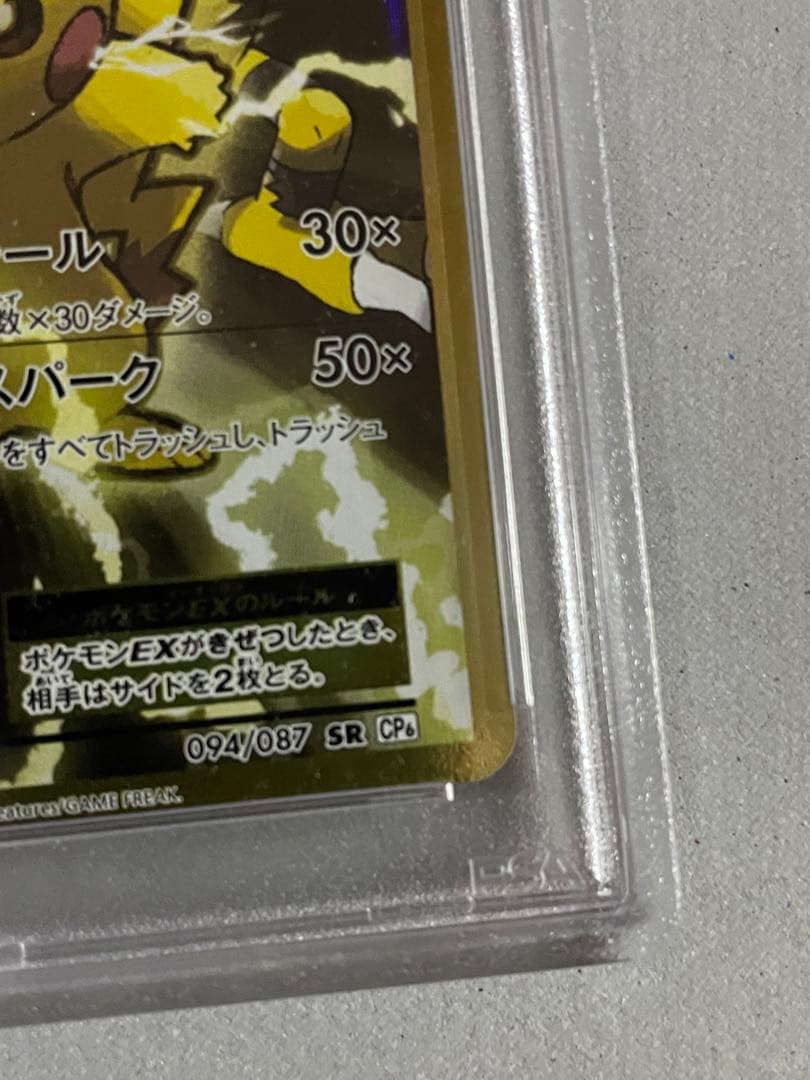 ール 30×
数×30ダメージ。
スパーク 50×
をすべてトラッシュし、トラッシュ
ポケモンEXのルール
ポケモンEXがきぜつしたとき、
相手はサイドを2枚とる。
094/087 SR CP6
eatures/GAME FREAK.
PSA